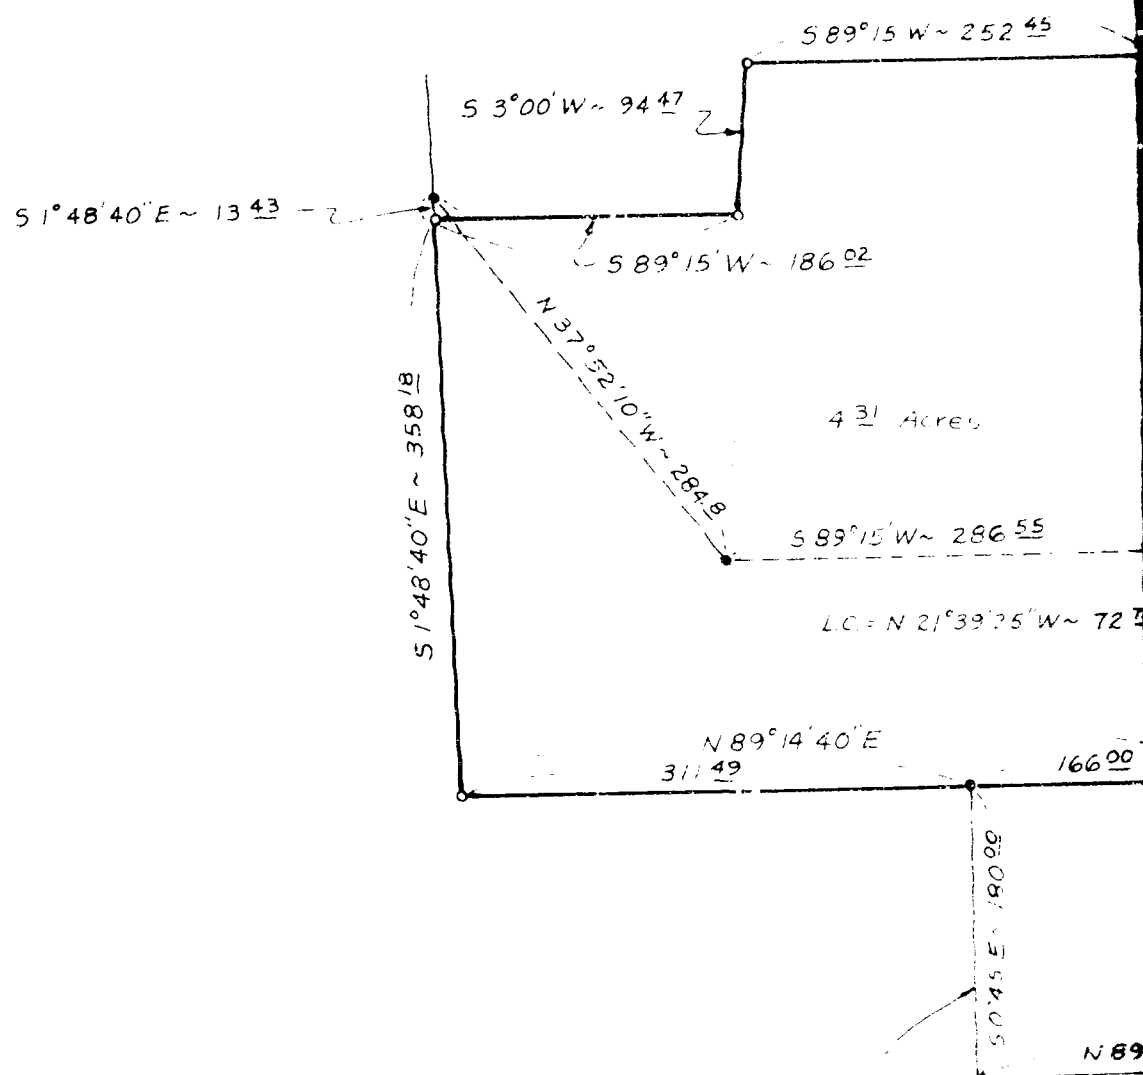 S 89°15 W ~ 252 45
S 3°00' W ~ 94 47
S 1°48'40" E ~ 13 43
S 89°15' W ~ 186 02
N 37°52'10" W ~ 284.8
S 1°48'40" E ~ 358 18
4 31 Acres
S 89°15' W ~ 286 55
L.C. = N 21°39'25" W ~ 72
N 89°14'40" E
311 49
166 00
S 0°45 E ~ 180 00
N 89